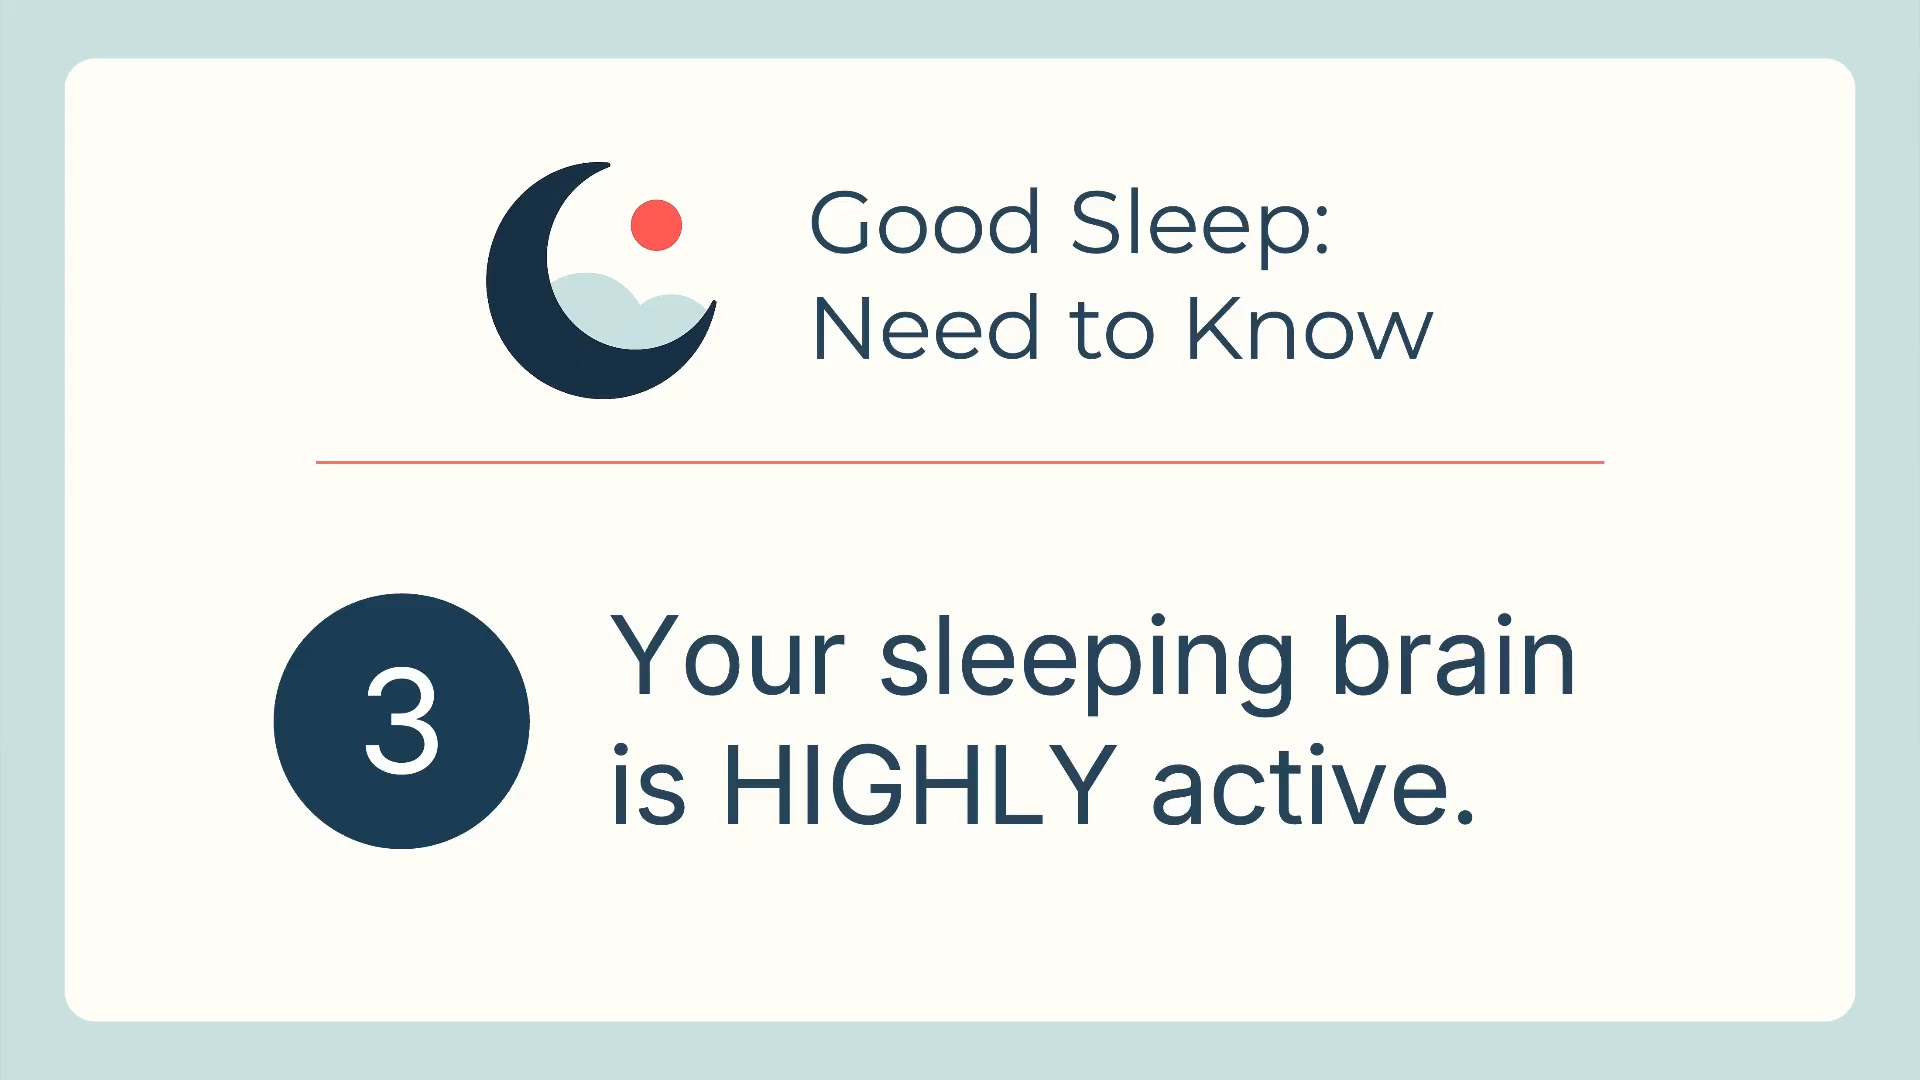 Good Sleep:
Need to Know
3
Your sleeping brain
is HIGHLY active.